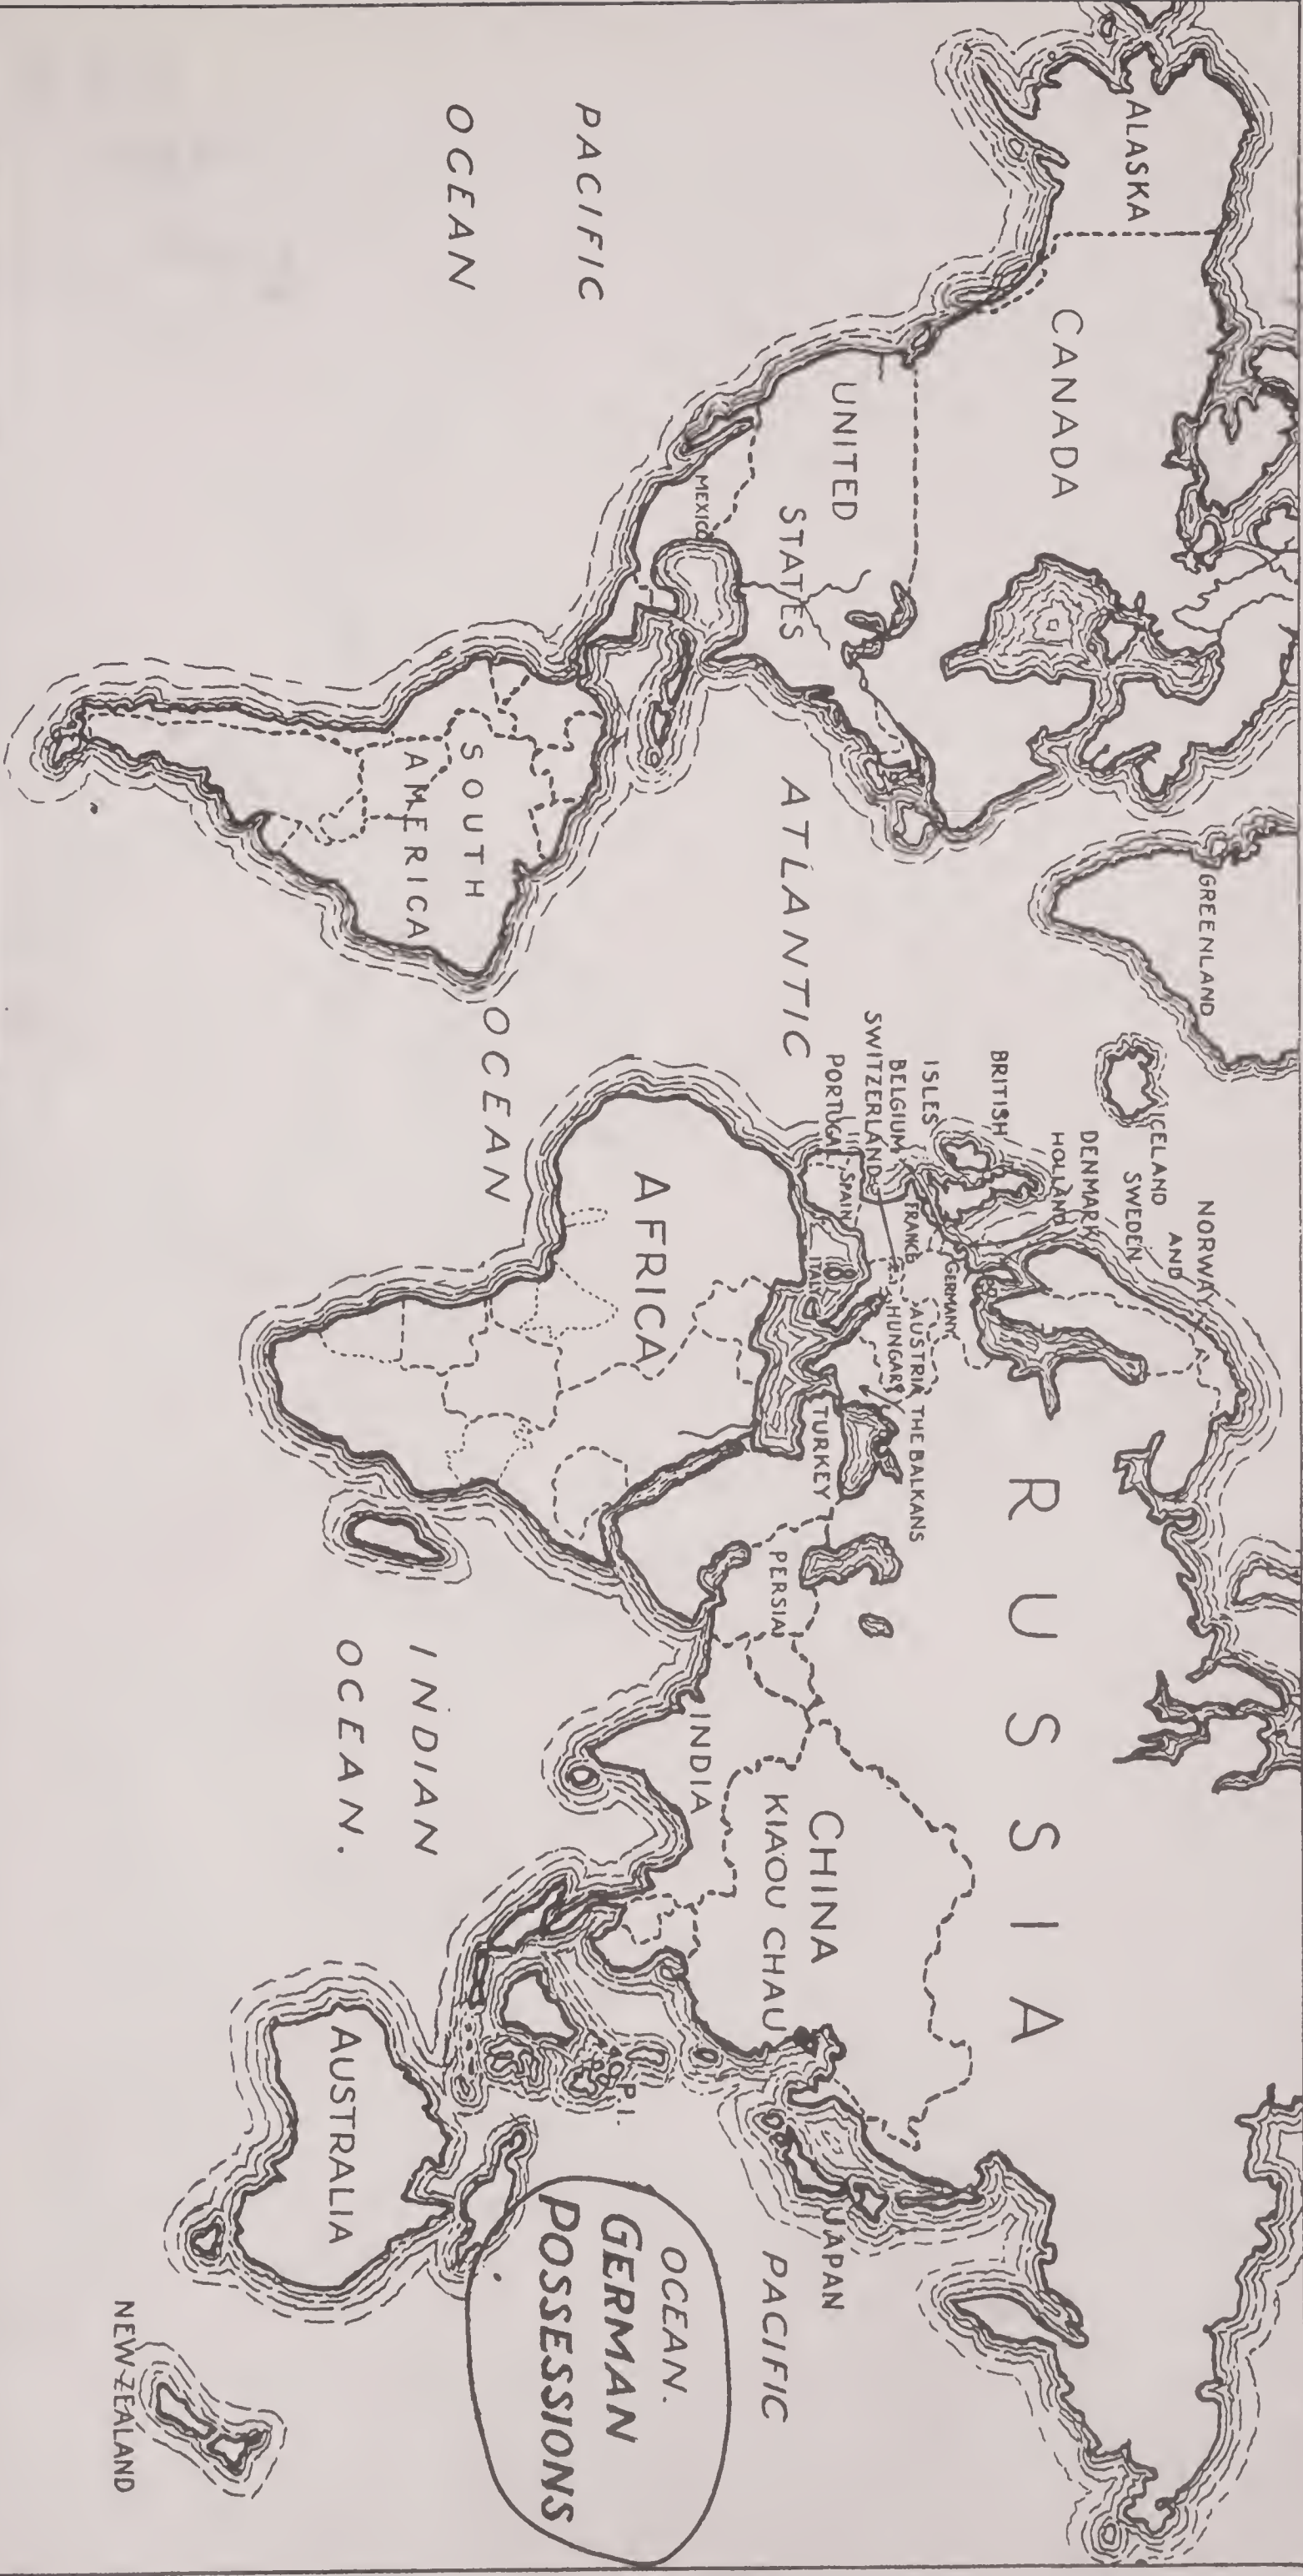 ALASKA
CANADA
GREENLAND
ICELAND
NORWAY
AND
SWEDEN
DENMARK
HOLLAND
BRITISH
ISLES
BELGIUM
SWITZERLAND
PORTUGAL
SPAIN
FRANCE
GERMANY
ITALY
AUSTRIA
HUNGARY
THE BALKANS
TURKEY
PERSIA
RUSSIA
CHINA
KIAOU CHAU
INDIA
JAPAN
P.I.
UNITED
STATES
MEXICO
PACIFIC
OCEAN
ATLANTIC
OCEAN
SOUTH
AMERICA
AFRICA
INDIAN
OCEAN.
AUSTRALIA
NEW ZEALAND
PACIFIC
OCEAN.
GERMAN
POSSESSIONS